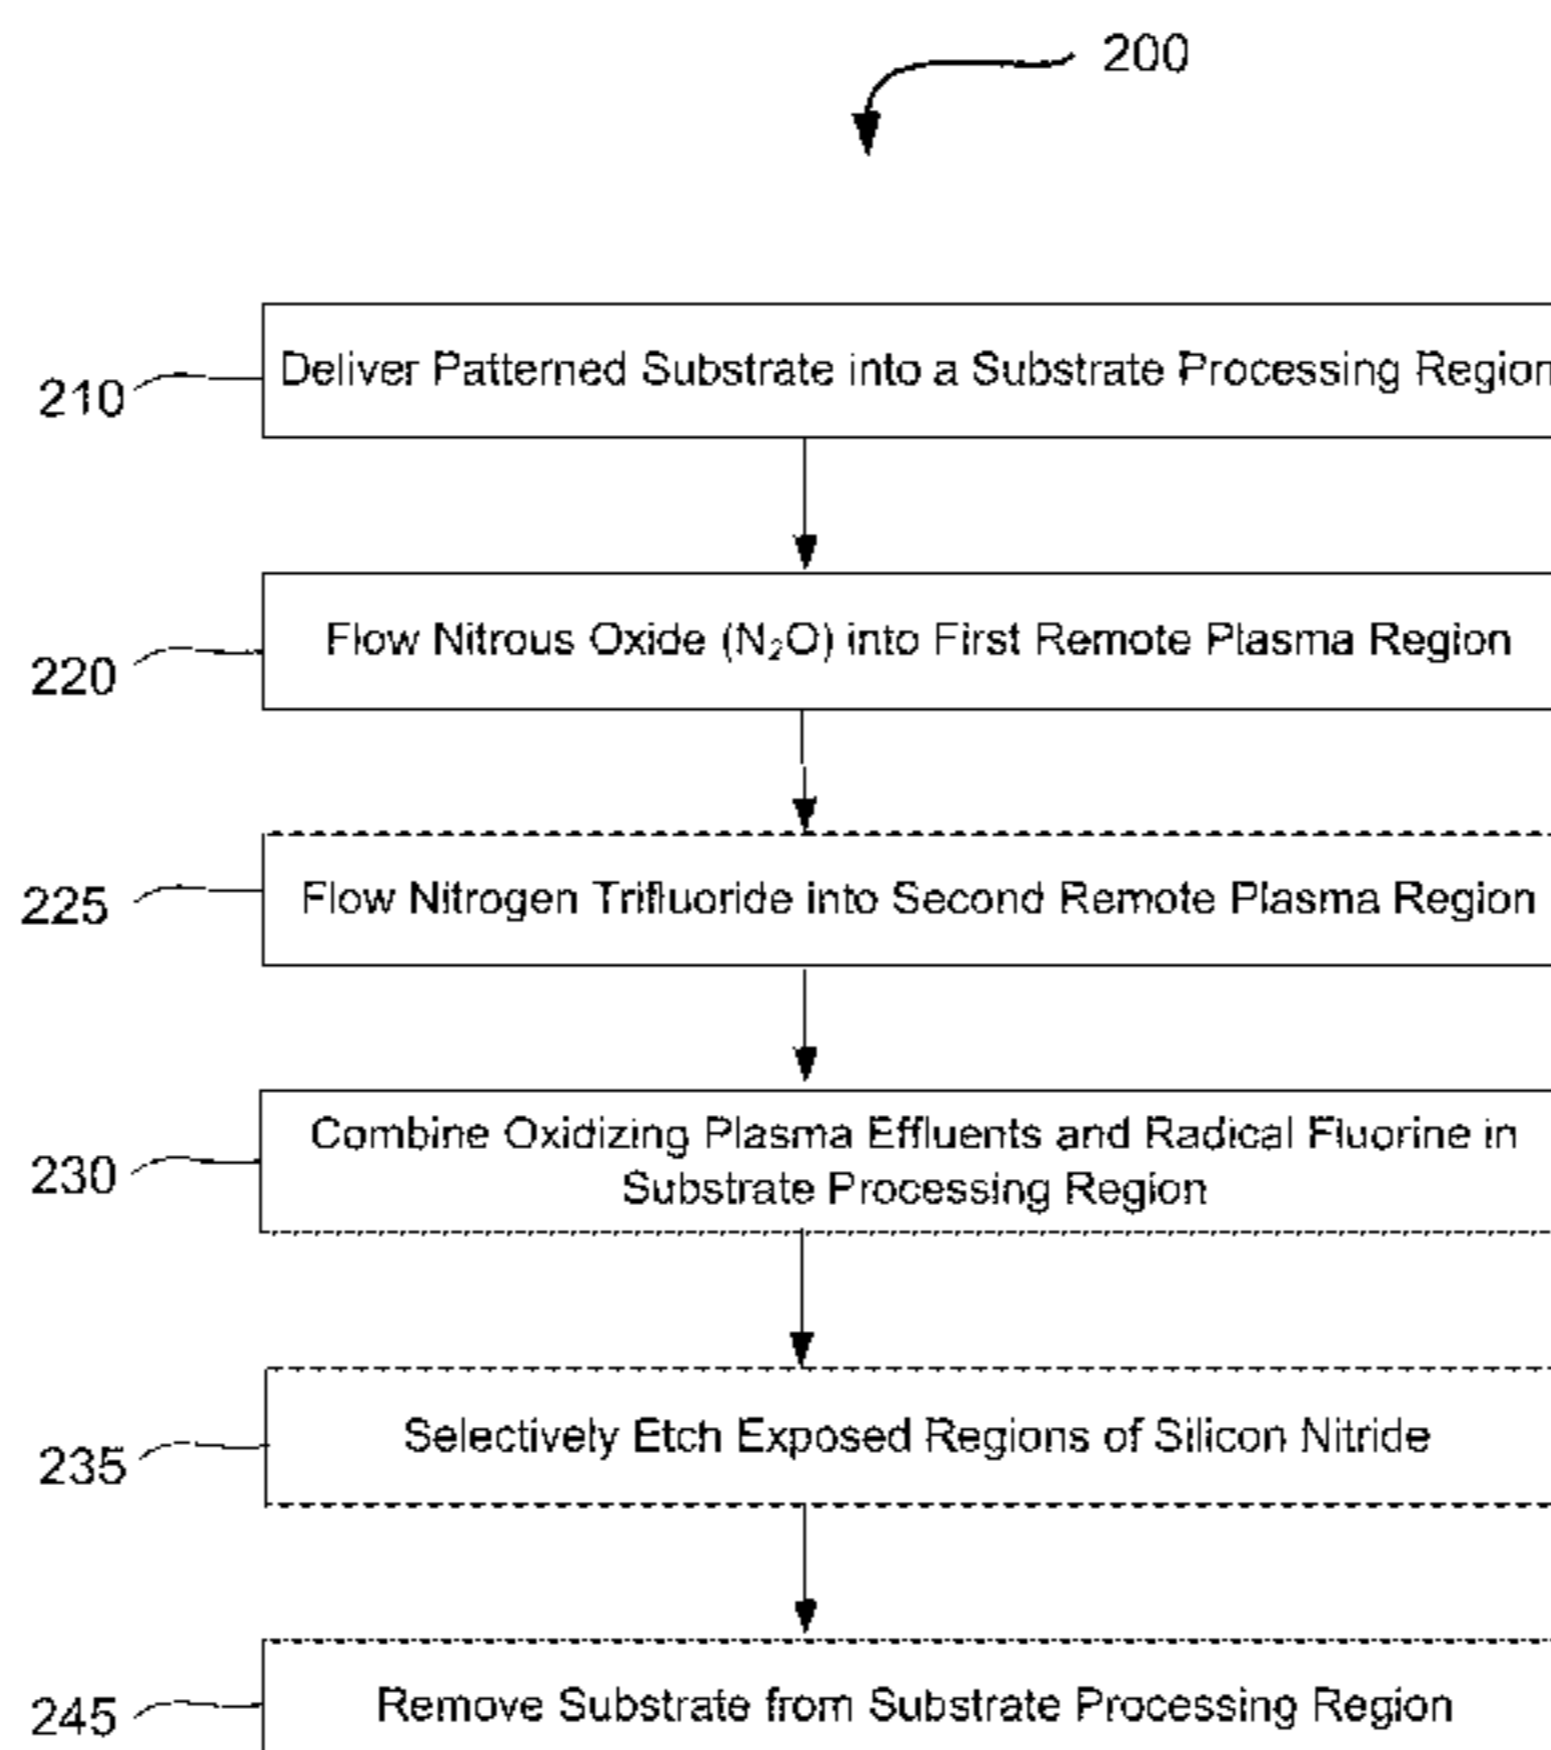 200
210 Deliver Patterned Substrate into a Substrate Processing Region
220 Flow Nitrous Oxide (N₂O) into First Remote Plasma Region
225 Flow Nitrogen Trifluoride into Second Remote Plasma Region
230 Combine Oxidizing Plasma Effluents and Radical Fluorine in
Substrate Processing Region
235 Selectively Etch Exposed Regions of Silicon Nitride
245 Remove Substrate from Substrate Processing Region